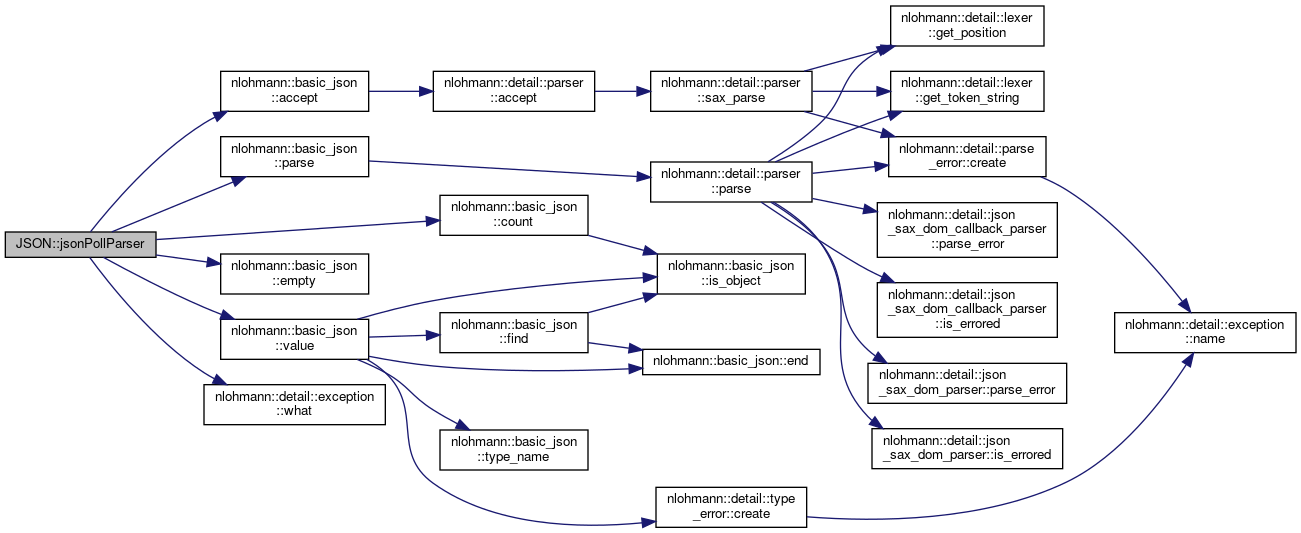 JSON::jsonPollParser
nlohmann::basic_json
::accept
nlohmann::basic_json
::parse
nlohmann::basic_json
::count
nlohmann::basic_json
::empty
nlohmann::basic_json
::value
nlohmann::detail::exception
::what
nlohmann::detail::parser
::accept
nlohmann::detail::parser
::sax_parse
nlohmann::detail::parser
::parse
nlohmann::basic_json
::is_object
nlohmann::basic_json
::find
nlohmann::basic_json::end
nlohmann::basic_json
::type_name
nlohmann::detail::type
_error::create
nlohmann::detail::lexer
::get_position
nlohmann::detail::lexer
::get_token_string
nlohmann::detail::parse
_error::create
nlohmann::detail::json
_sax_dom_callback_parser
::parse_error
nlohmann::detail::json
_sax_dom_callback_parser
::is_errored
nlohmann::detail::json
_sax_dom_parser::parse_error
nlohmann::detail::json
_sax_dom_parser::is_errored
nlohmann::detail::exception
::name